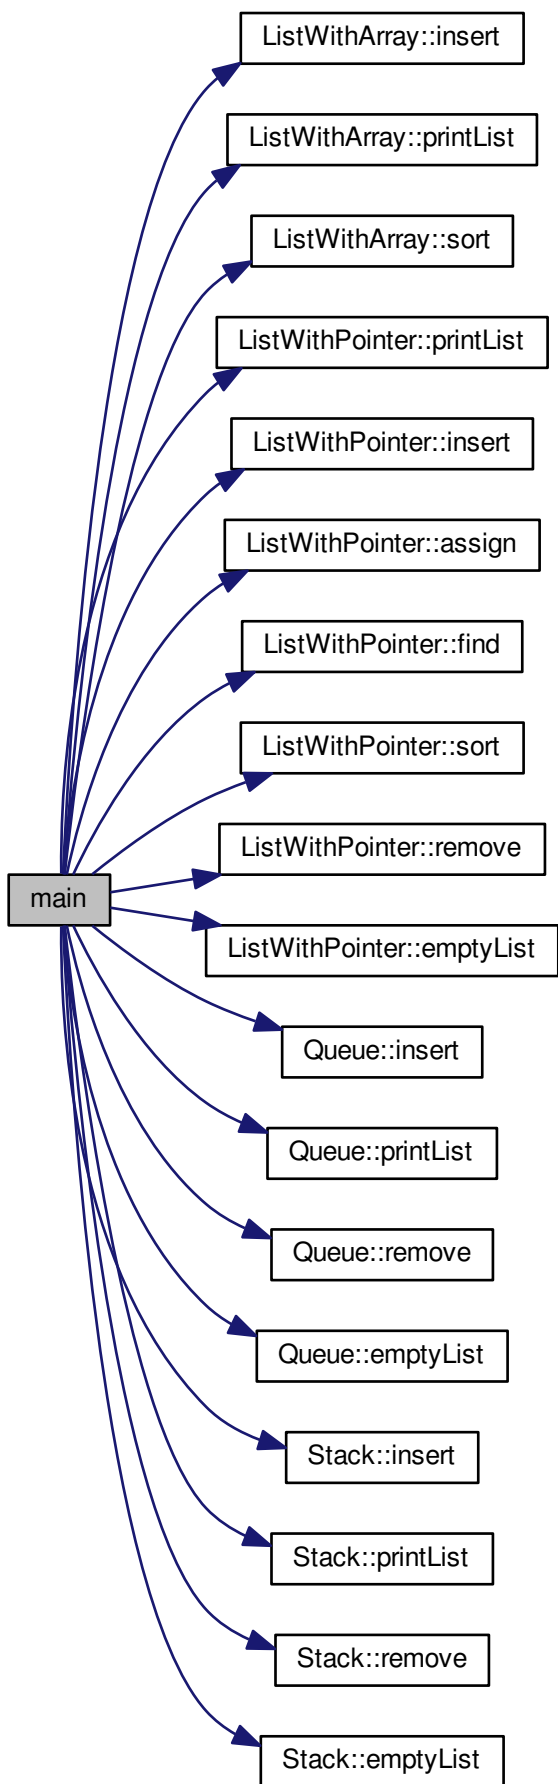 ListWithArray::insert
ListWithArray::printList
ListWithArray::sort
ListWithPointer::printList
ListWithPointer::insert
ListWithPointer::assign
ListWithPointer::find
ListWithPointer::sort
ListWithPointer::remove
main
ListWithPointer::emptyList
Queue::insert
Queue::printList
Queue::remove
Queue::emptyList
Stack::insert
Stack::printList
Stack::remove
Stack::emptyList